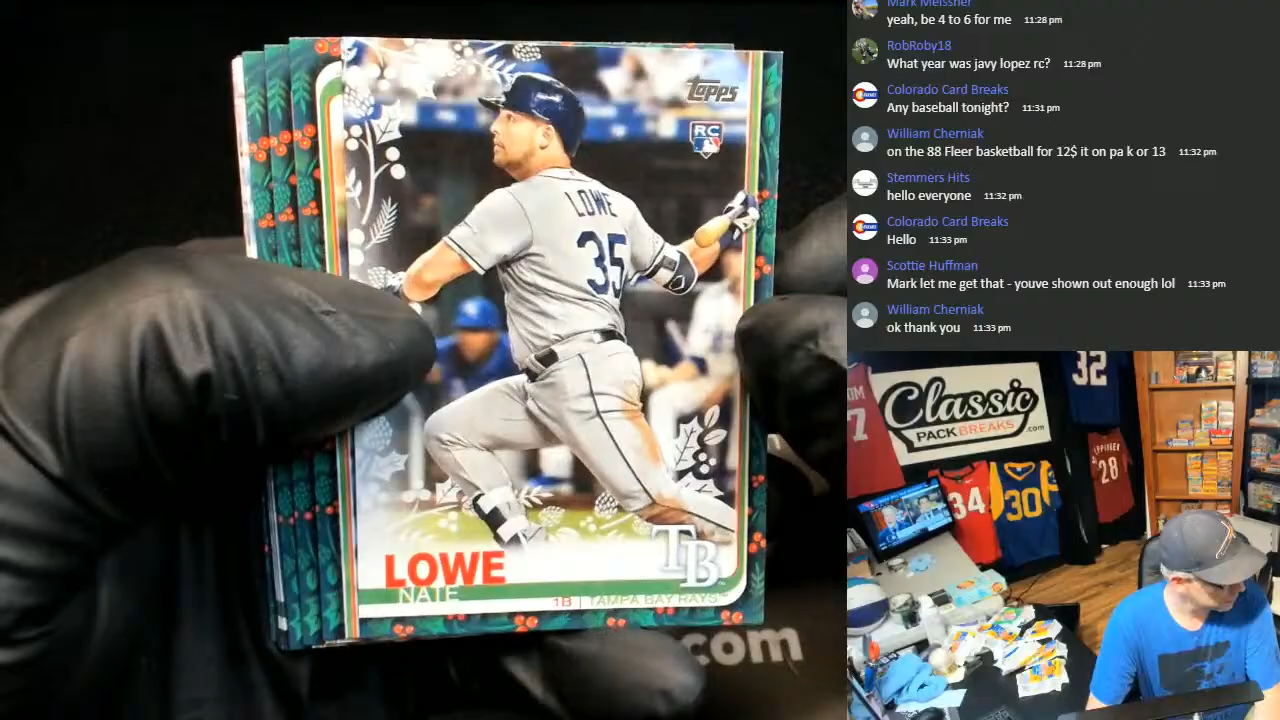 Topps
RC
LOWE
35
LOWE
NATE
TB
1B | TAMPA BAY RAYS
.com
Mark Meissner
yeah, be 4 to 6 for me 11:28 pm
RobRoby18
What year was javy lopez rc? 11:28 pm
Colorado Card Breaks
Any baseball tonight? 11:31 pm
William Cherniak
on the 88 Fleer basketball for 12$ it on pa k or 13 11:32 pm
Stemmers Hits
hello everyone 11:32 pm
Colorado Card Breaks
Hello 11:33 pm
Scottie Huffman
Mark let me get that - youve shown out enough lol 11:33 pm
William Cherniak
ok thank you 11:33 pm
Classic
PACK BREAKS.com
7
32
34
30
28